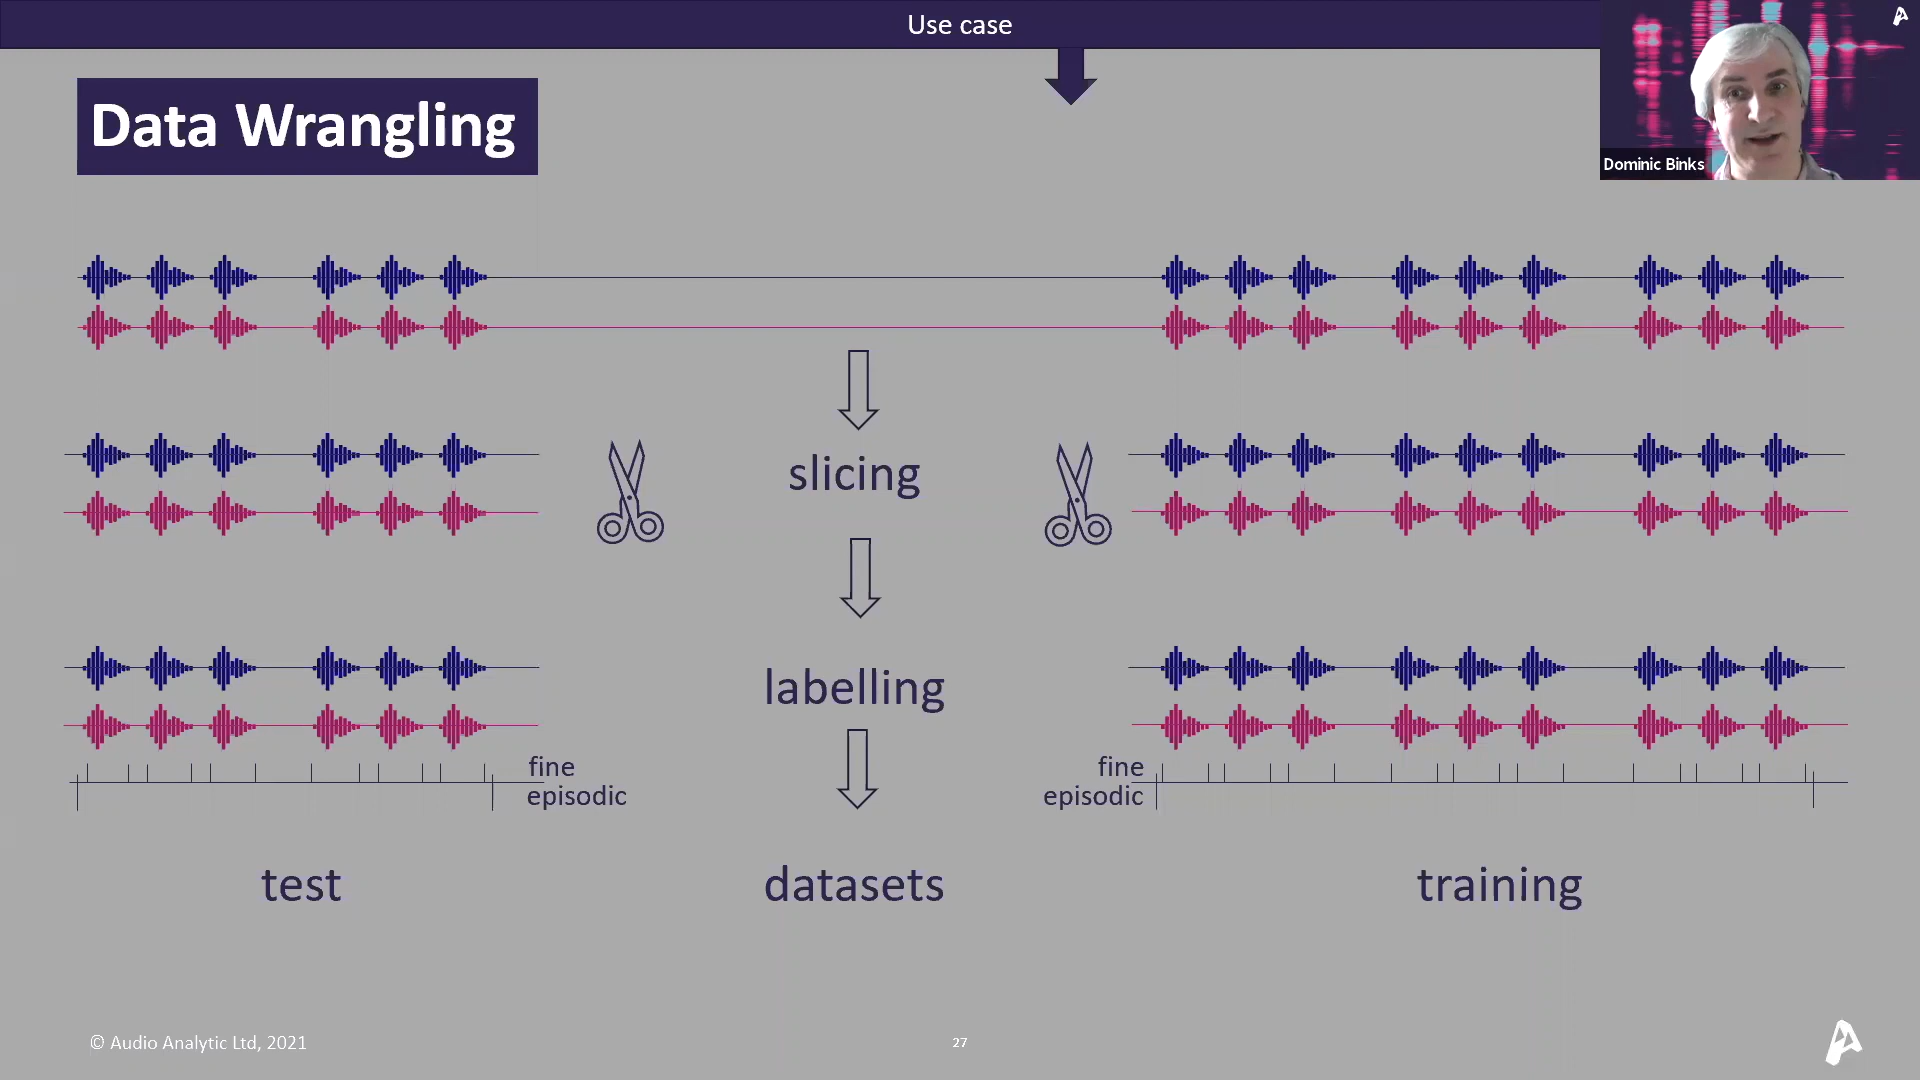 Use case
Data Wrangling
Dominic Binks
slicing
labelling
fine
episodic
fine
episodic
test
datasets
training
© Audio Analytic Ltd, 2021
27